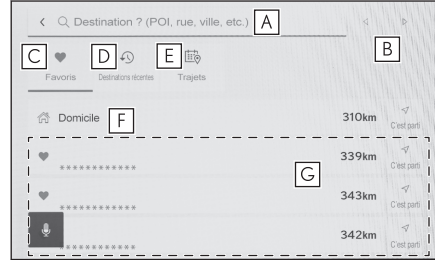 Destination ? (POI, rue, ville, etc.) A
B
C D E
Favoris Destinations récentes Trajets
Domicile F 310km C'est parti
339km C'est parti
************ G
343km C'est parti
************
342km C'est parti
************